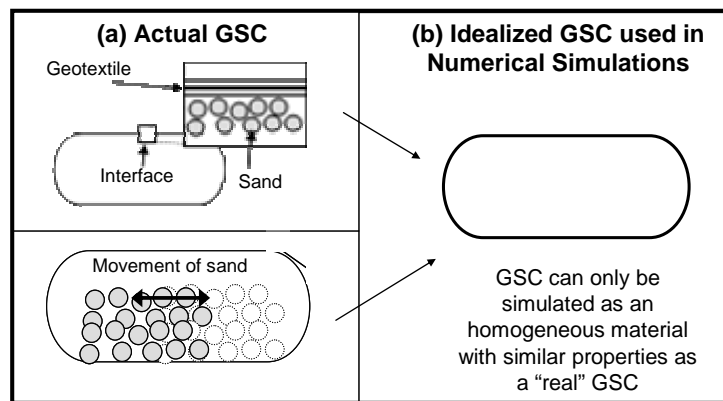 (a) Actual GSC
Geotextile
Interface
Sand
Movement of sand
(b) Idealized GSC used in
Numerical Simulations
GSC can only be
simulated as an
homogeneous material
with similar properties as
a “real” GSC